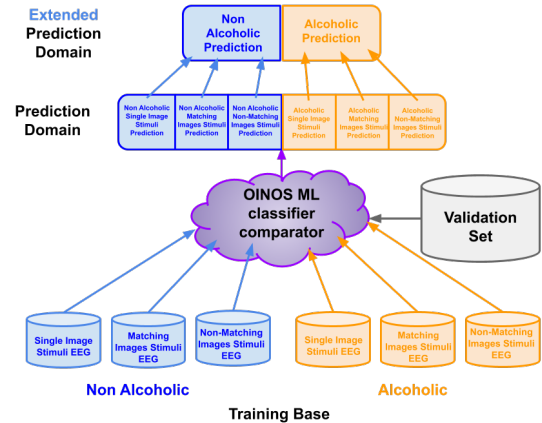 Extended
Prediction
Domain
Non
Alcoholic
Prediction
Alcoholic
Prediction
Prediction
Domain
Non Alcoholic
Single Image
Stimuli
Prediction
Non Alcoholic
Matching
Images Stimuli
Prediction
Non Alcoholic
Non-Matching
Images Stimuli
Prediction
Alcoholic
Single Image
Stimuli
Prediction
Alcoholic
Matching
Images Stimuli
Prediction
Alcoholic
Non-Matching
Images Stimuli
Prediction
OINOS ML
classifier
comparator
Validation
Set
Single Image
Stimuli EEG
Matching
Images Stimuli
EEG
Non-Matching
Images Stimuli
EEG
Single Image
Stimuli EEG
Matching
Images Stimuli
EEG
Non-Matching
Images Stimuli
EEG
Non Alcoholic
Alcoholic
Training Base